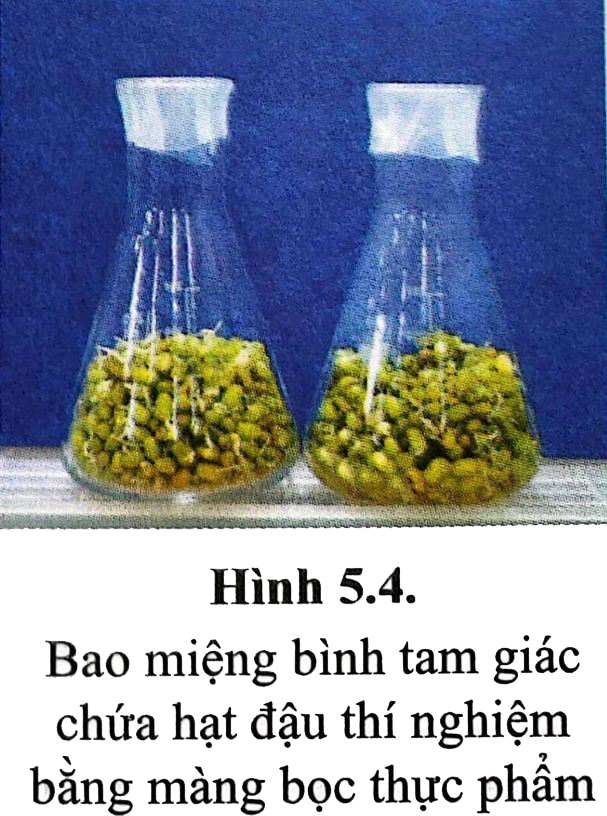 Hình 5.4.
Bao miệng bình tam giác
chứa hạt đậu thí nghiệm
bằng màng bọc thực phẩm